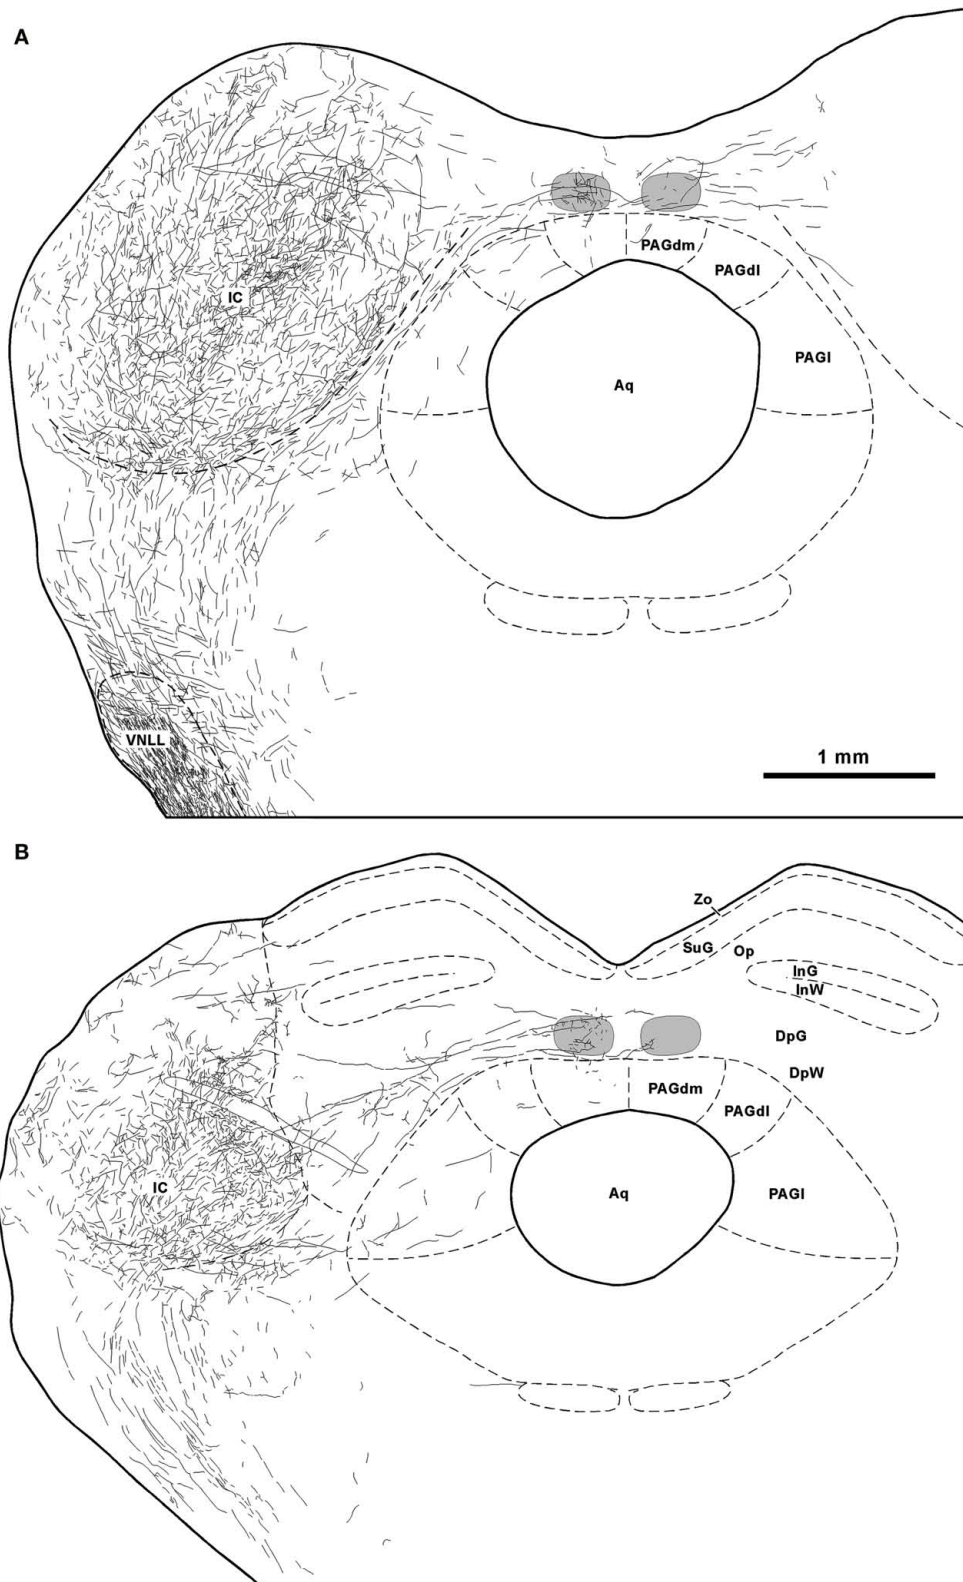 A
PAGdm
PAGdl
IC
PAGl
Aq
VNLL
1 mm
B
Zo
SuG
Op
InG
InW
DpG
DpW
PAGdm
PAGdl
IC
Aq
PAGl